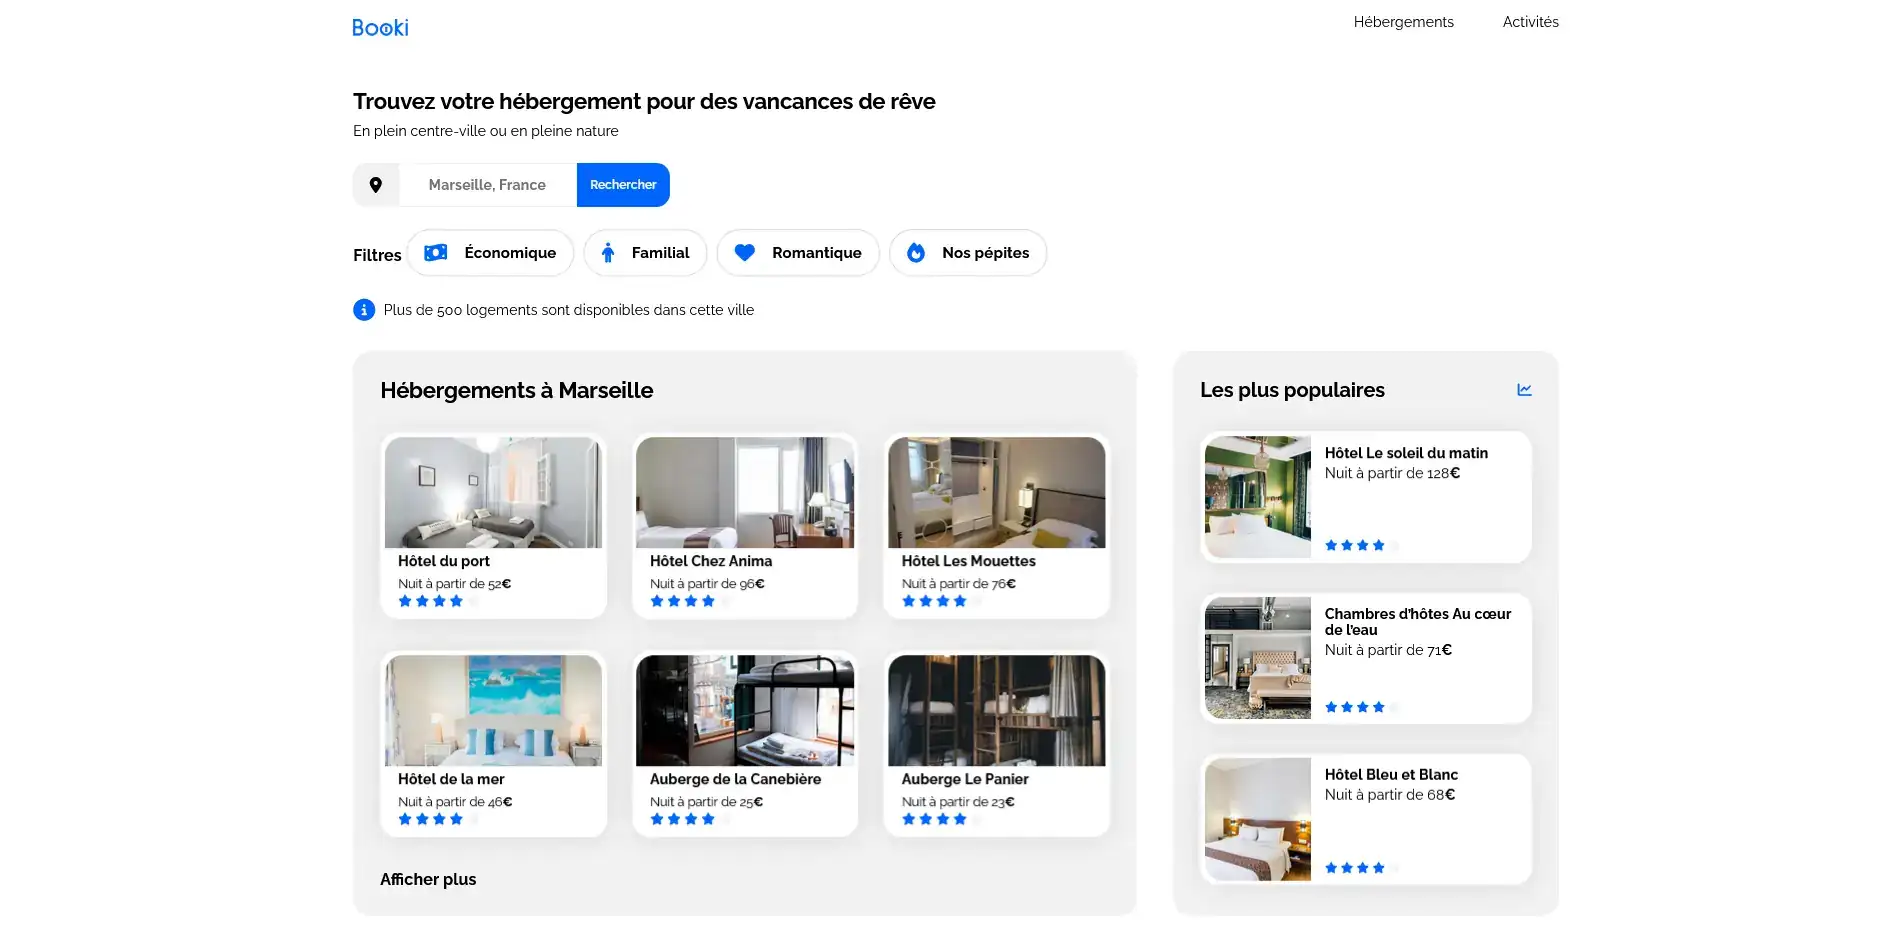 Booki
Hébergements
Activités
Trouvez votre hébergement pour des vancances de rêve
En plein centre-ville ou en pleine nature
Marseille, France
Rechercher
Filtres
Économique
Familial
Romantique
Nos pépites
Plus de 500 logements sont disponibles dans cette ville
Hébergements à Marseille
Hôtel du port
Nuit à partir de 52€
Hôtel Chez Anima
Nuit à partir de 96€
Hôtel Les Mouettes
Nuit à partir de 76€
Hôtel de la mer
Nuit à partir de 46€
Auberge de la Canebière
Nuit à partir de 25€
Auberge Le Panier
Nuit à partir de 23€
Afficher plus
Les plus populaires
Hôtel Le soleil du matin
Nuit à partir de 128€
Chambres d'hôtes Au cœur
de l'eau
Nuit à partir de 71€
Hôtel Bleu et Blanc
Nuit à partir de 68€